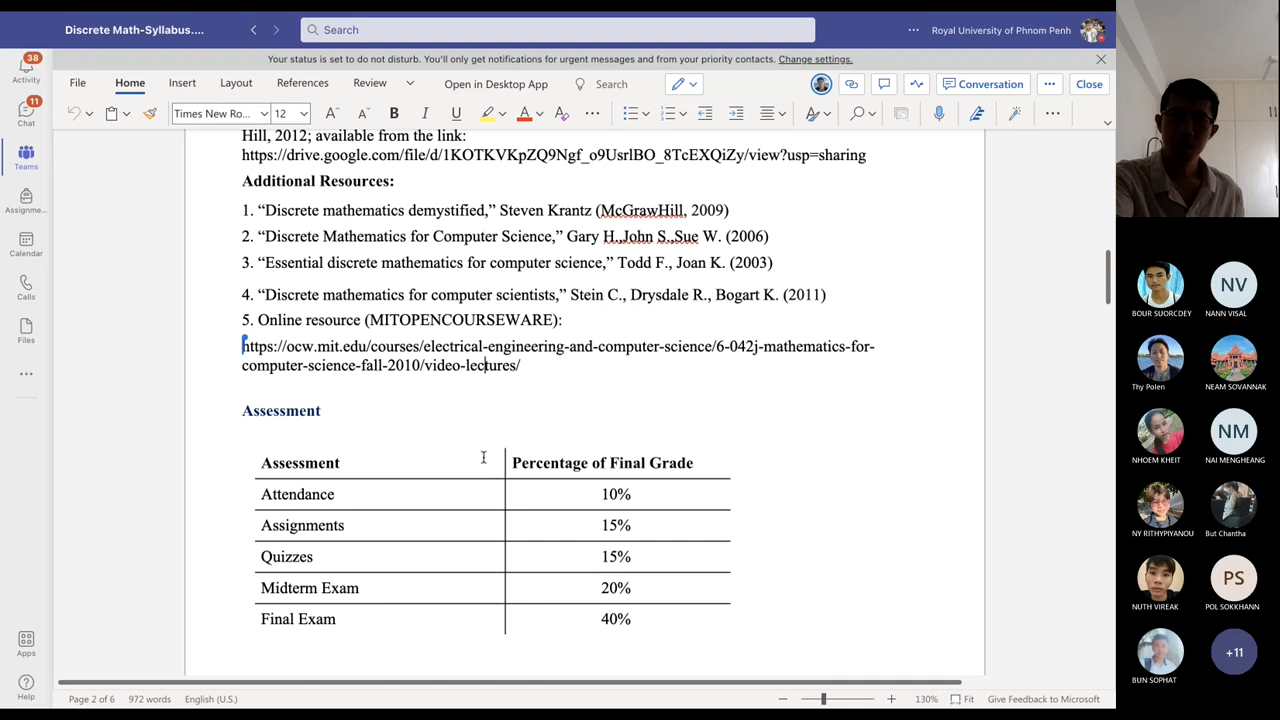 Discrete Math-Syllabus....
Search
Royal University of Phnom Penh
Your status is set to do not disturb. You'll only get notifications for urgent messages and from your priority contacts. Change settings.
38
Activity
11
Chat
Teams
Assignme...
Calendar
Calls
Files
Apps
Help
File Home Insert Layout References Review Open in Desktop App Search Conversation Close
Times New Ro... 12 B I U A
Hill, 2012; available from the link:
https://drive.google.com/file/d/1KOTKVKpZQ9Ngf_o9UsrlBO_8TcEXQiZy/view?usp=sharing
Additional Resources:
1. “Discrete mathematics demystified,” Steven Krantz (McGrawHill, 2009)
2. “Discrete Mathematics for Computer Science,” Gary H.,John S.,Sue W. (2006)
3. “Essential discrete mathematics for computer science,” Todd F., Joan K. (2003)
4. “Discrete mathematics for computer scientists,” Stein C., Drysdale R., Bogart K. (2011)
5. Online resource (MITOPENCOURSEWARE):
https://ocw.mit.edu/courses/electrical-engineering-and-computer-science/6-042j-mathematics-for-
computer-science-fall-2010/video-lectures/
Assessment
Assessment Percentage of Final Grade
Attendance 10%
Assignments 15%
Quizzes 15%
Midterm Exam 20%
Final Exam 40%
Page 2 of 6 972 words English (U.S.) 130% Fit Give Feedback to Microsoft
BOUR SUORCDEY
NV
NANN VISAL
Thy Polen
NEAM SOVANNAK
NHOEM KHEIT
NM
NAI MENGHEANG
NY RITHYPIYANOU
But Chantha
NUTH VIREAK
PS
POL SOKKHANN
BUN SOPHAT
+11